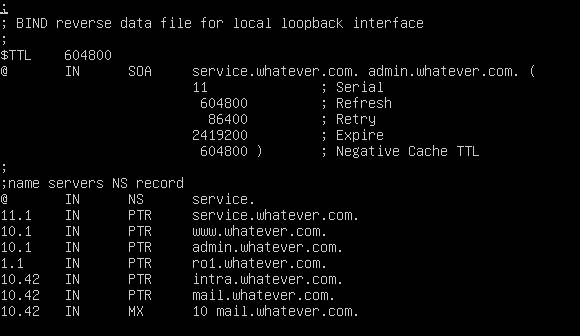 ;
; BIND reverse data file for local loopback interface
;
$TTL 604800
@ IN SOA service.whatever.com. admin.whatever.com. (
11 ; Serial
604800 ; Refresh
86400 ; Retry
2419200 ; Expire
604800 ) ; Negative Cache TTL
;
;name servers NS record
@ IN NS service.
11.1 IN PTR service.whatever.com.
10.1 IN PTR www.whatever.com.
10.1 IN PTR admin.whatever.com.
1.1 IN PTR ro1.whatever.com.
10.42 IN PTR intra.whatever.com.
10.42 IN PTR mail.whatever.com.
10.42 IN MX 10 mail.whatever.com.